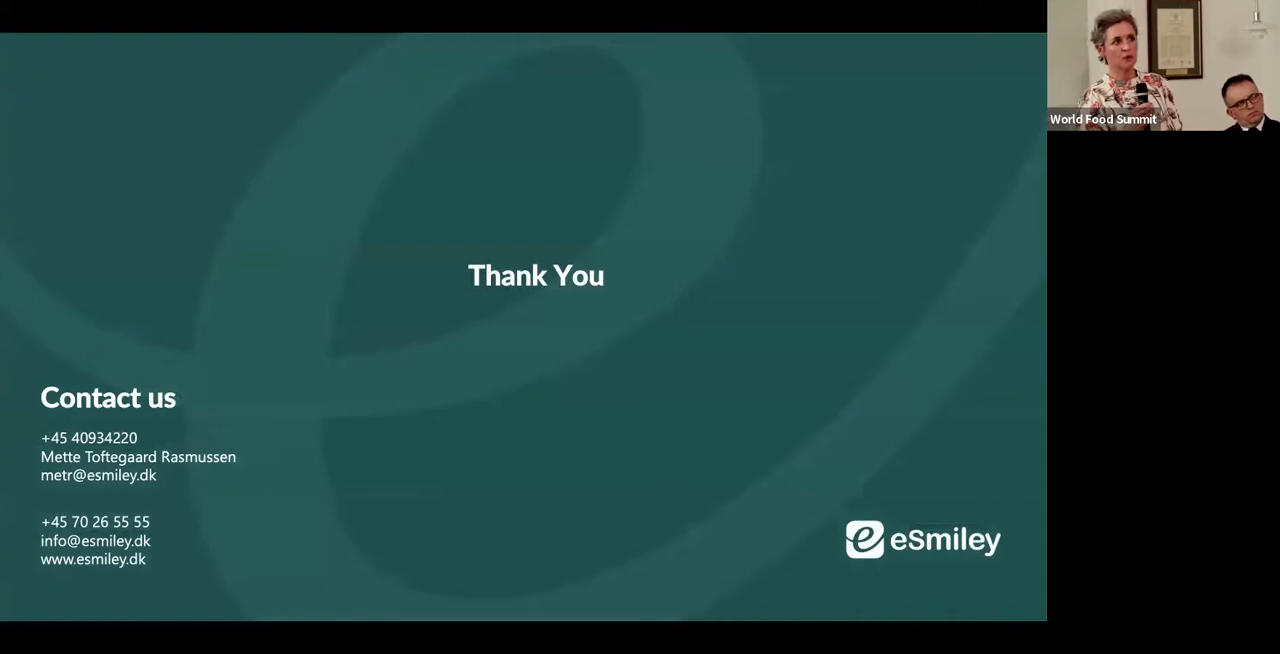 World Food Summit
Thank You
Contact us
+45 40934220
Mette Toftegaard Rasmussen
metr@esmiley.dk
+45 70 26 55 55
info@esmiley.dk
www.esmiley.dk
eSmiley